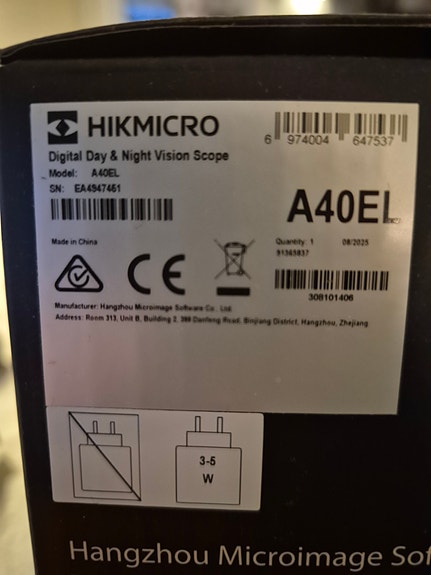 HIKMICRO
6 974004 647537
Digital Day & Night Vision Scope
Model: A40EL
SN: EA4947451
A40EL
Made in China
Quantity: 1 08/2025
91365837
CE
308101406
Manufacturer: Hangzhou Microimage Software Co., Ltd.
Address: Room 313, Unit B, Building 2, 399 Danfeng Road, Binjiang District, Hangzhou, Zhejiang
3-5
W
Hangzhou Microimage Sof